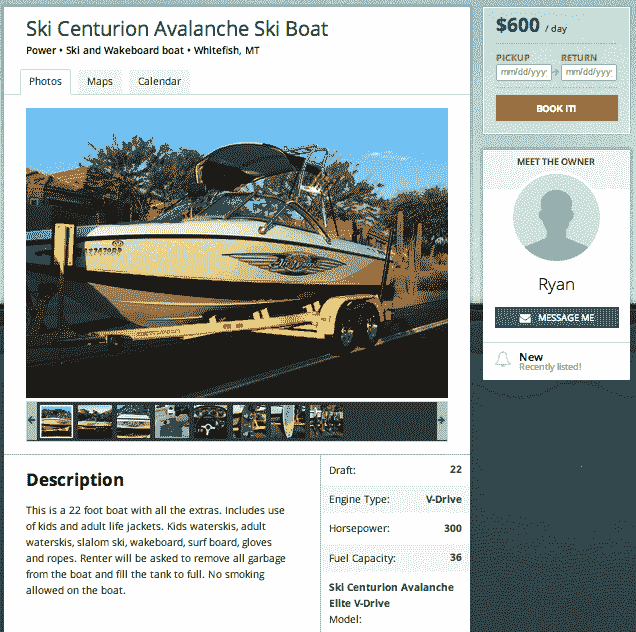 Ski Centurion Avalanche Ski Boat
Power • Ski and Wakeboard boat • Whitefish, MT
Photos
Maps
Calendar
Description
This is a 22 foot boat with all the extras. Includes use
of kids and adult life jackets. Kids waterskis, adult
waterskis, slalom ski, wakeboard, surf board, gloves
and ropes. Renter will be asked to remove all garbage
from the boat and fill the tank to full. No smoking
allowed on the boat.
Draft: 22
Engine Type: V-Drive
Horsepower: 300
Fuel Capacity: 36
Ski Centurion Avalanche
Elite V-Drive
Model:
$600 / day
PICKUP RETURN
mm/dd/yyy mm/dd/yyy
BOOK IT!
MEET THE OWNER
Ryan
MESSAGE ME
New
Recently listed!